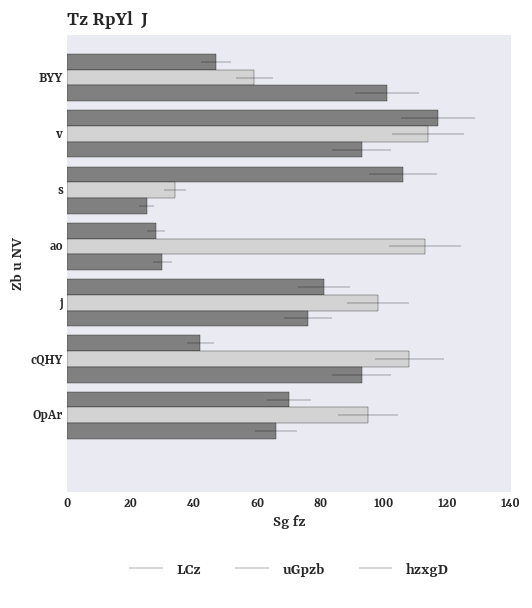 Tz RpYl J
BYY
v
s
ao
j
cQHY
OpAr
Zb u NV
0 20 40 60 80 100 120 140
Sg fz
LCz uGpzb hzxgD